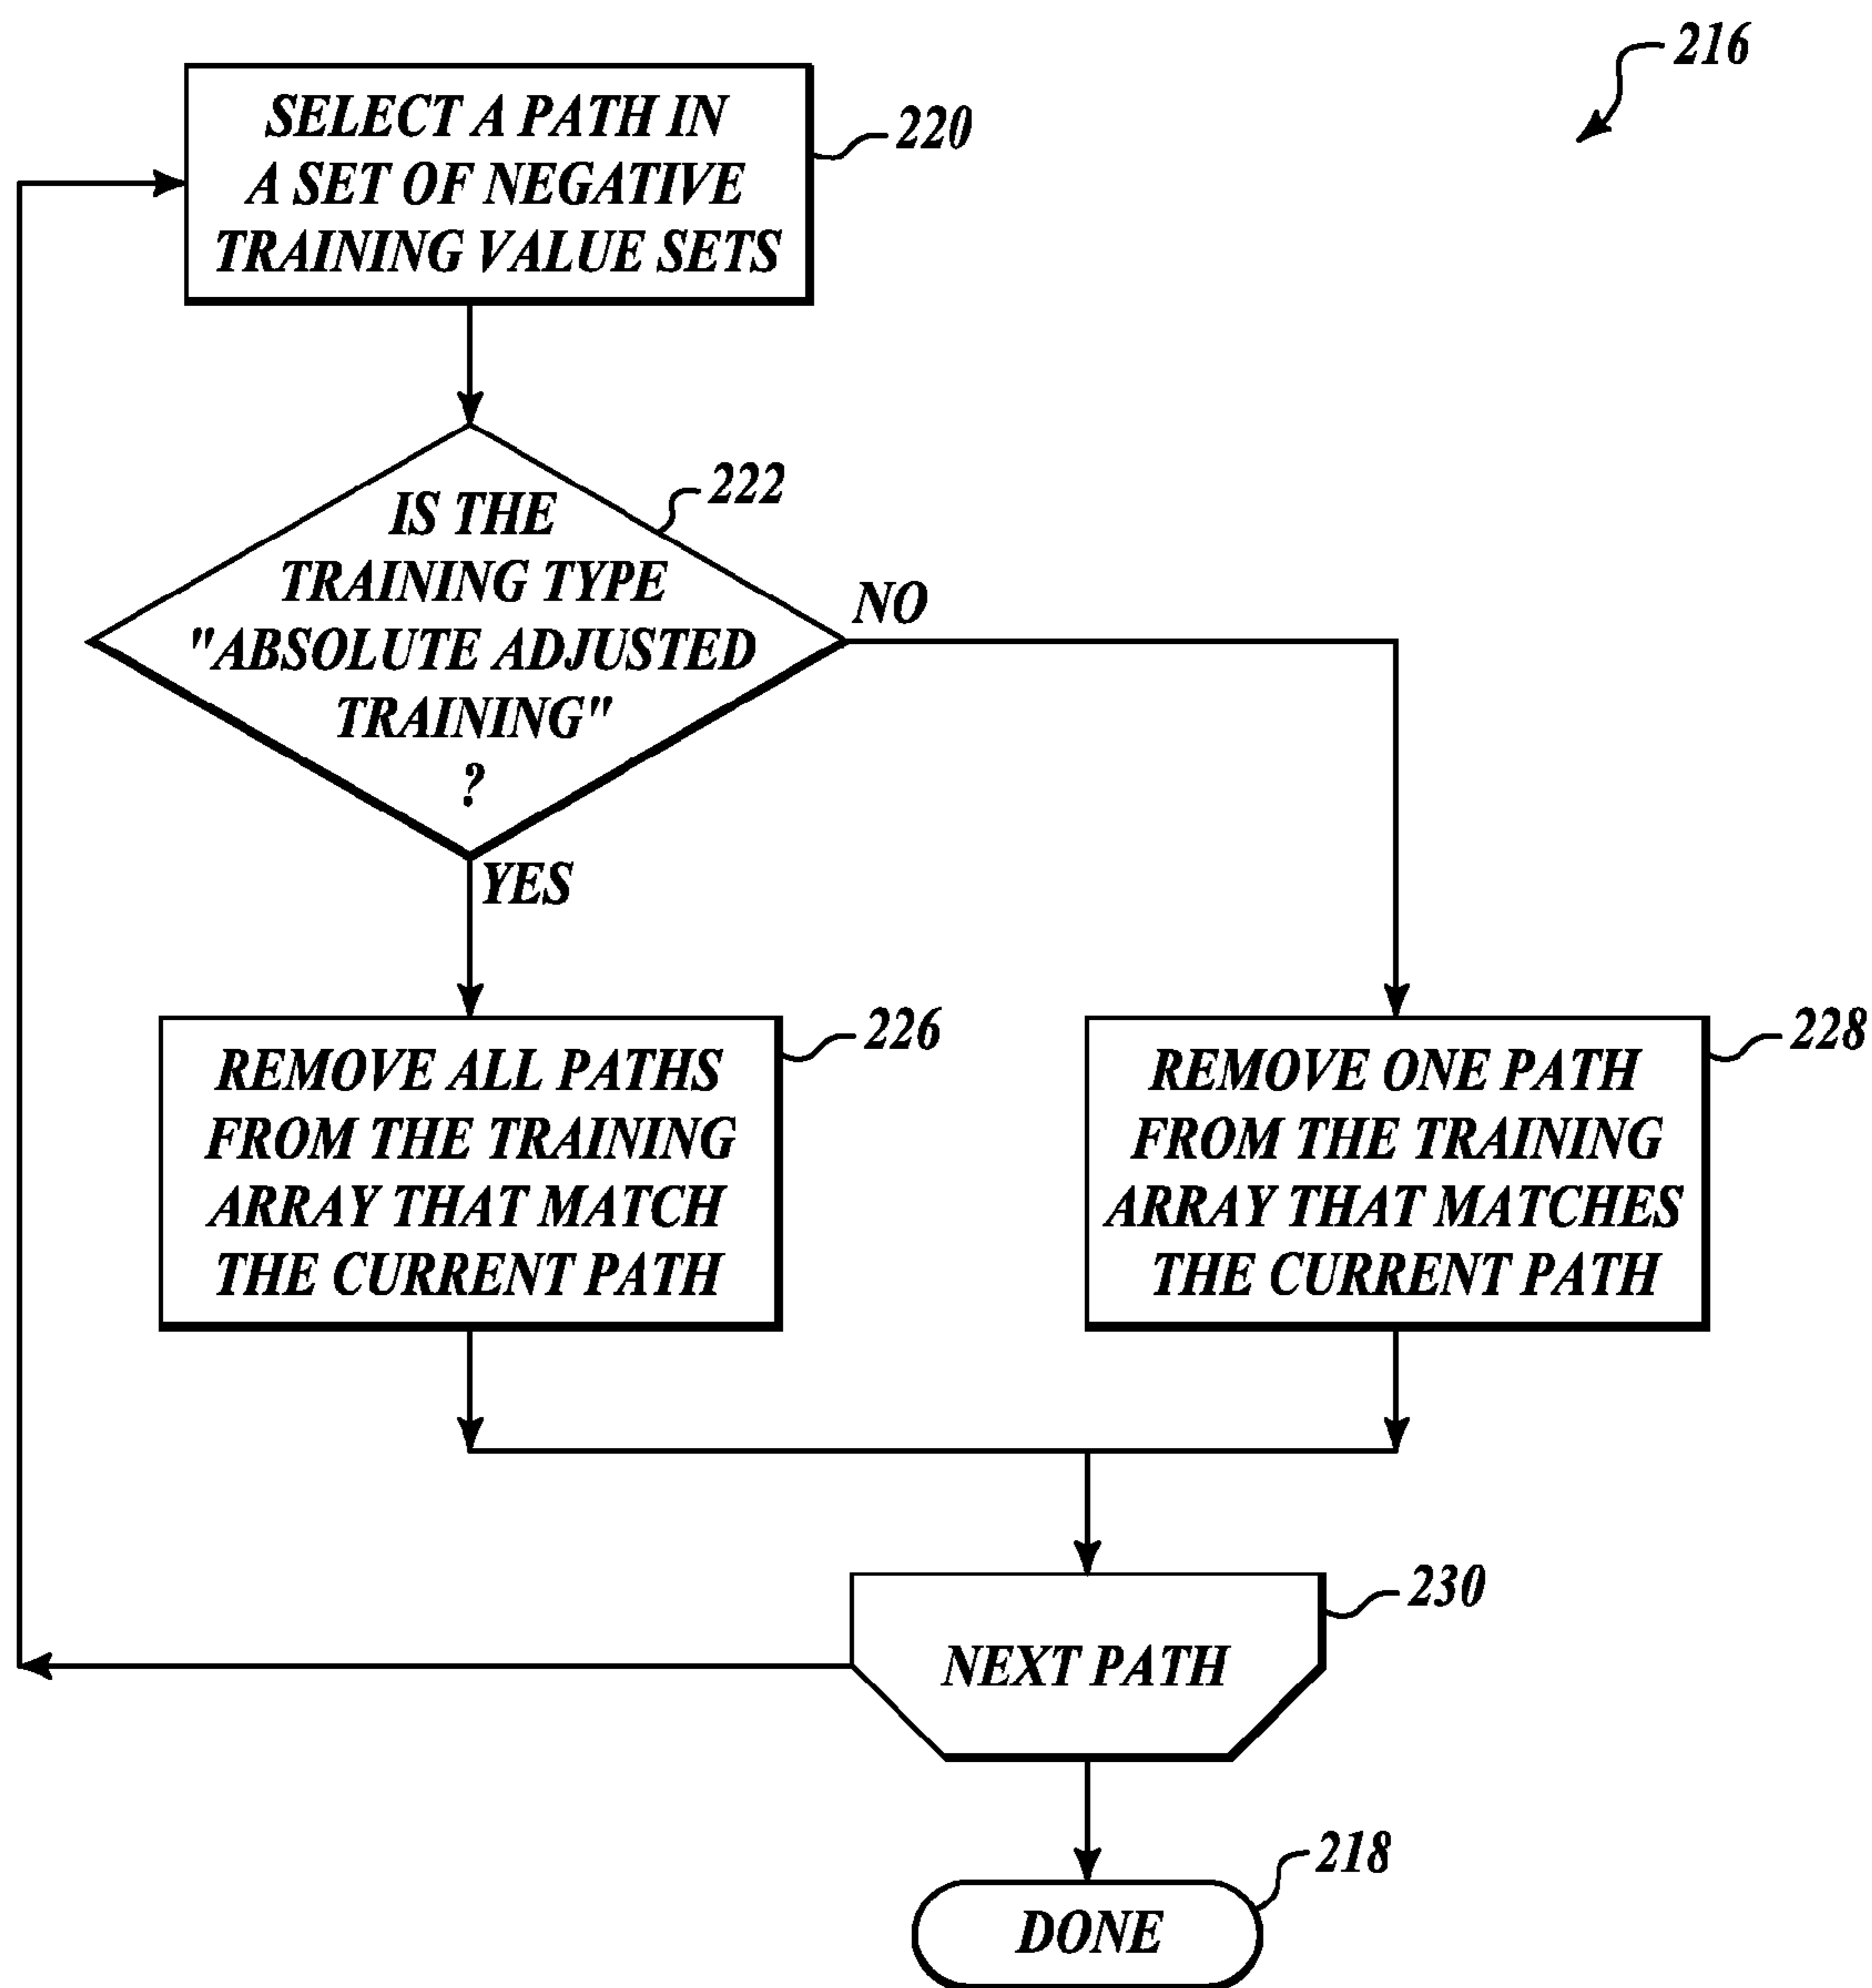 216
SELECT A PATH IN
A SET OF NEGATIVE
TRAINING VALUE SETS
220
IS THE
TRAINING TYPE
"ABSOLUTE ADJUSTED
TRAINING"
?
222
NO
YES
REMOVE ALL PATHS
FROM THE TRAINING
ARRAY THAT MATCH
THE CURRENT PATH
226
REMOVE ONE PATH
FROM THE TRAINING
ARRAY THAT MATCHES
THE CURRENT PATH
228
NEXT PATH
230
DONE
218